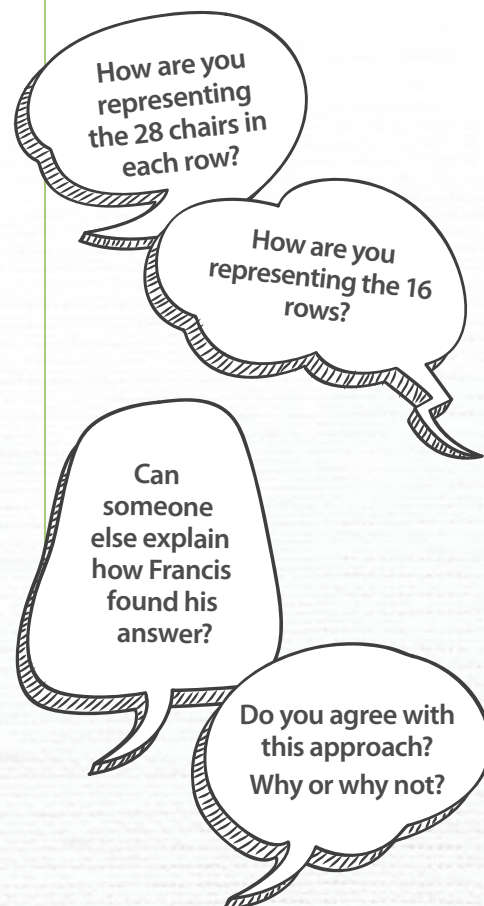 How are you
representing
the 28 chairs in
each row?
How are you
representing the 16
rows?
Can
someone
else explain
how Francis
found his
answer?
Do you agree with
this approach?
Why or why not?